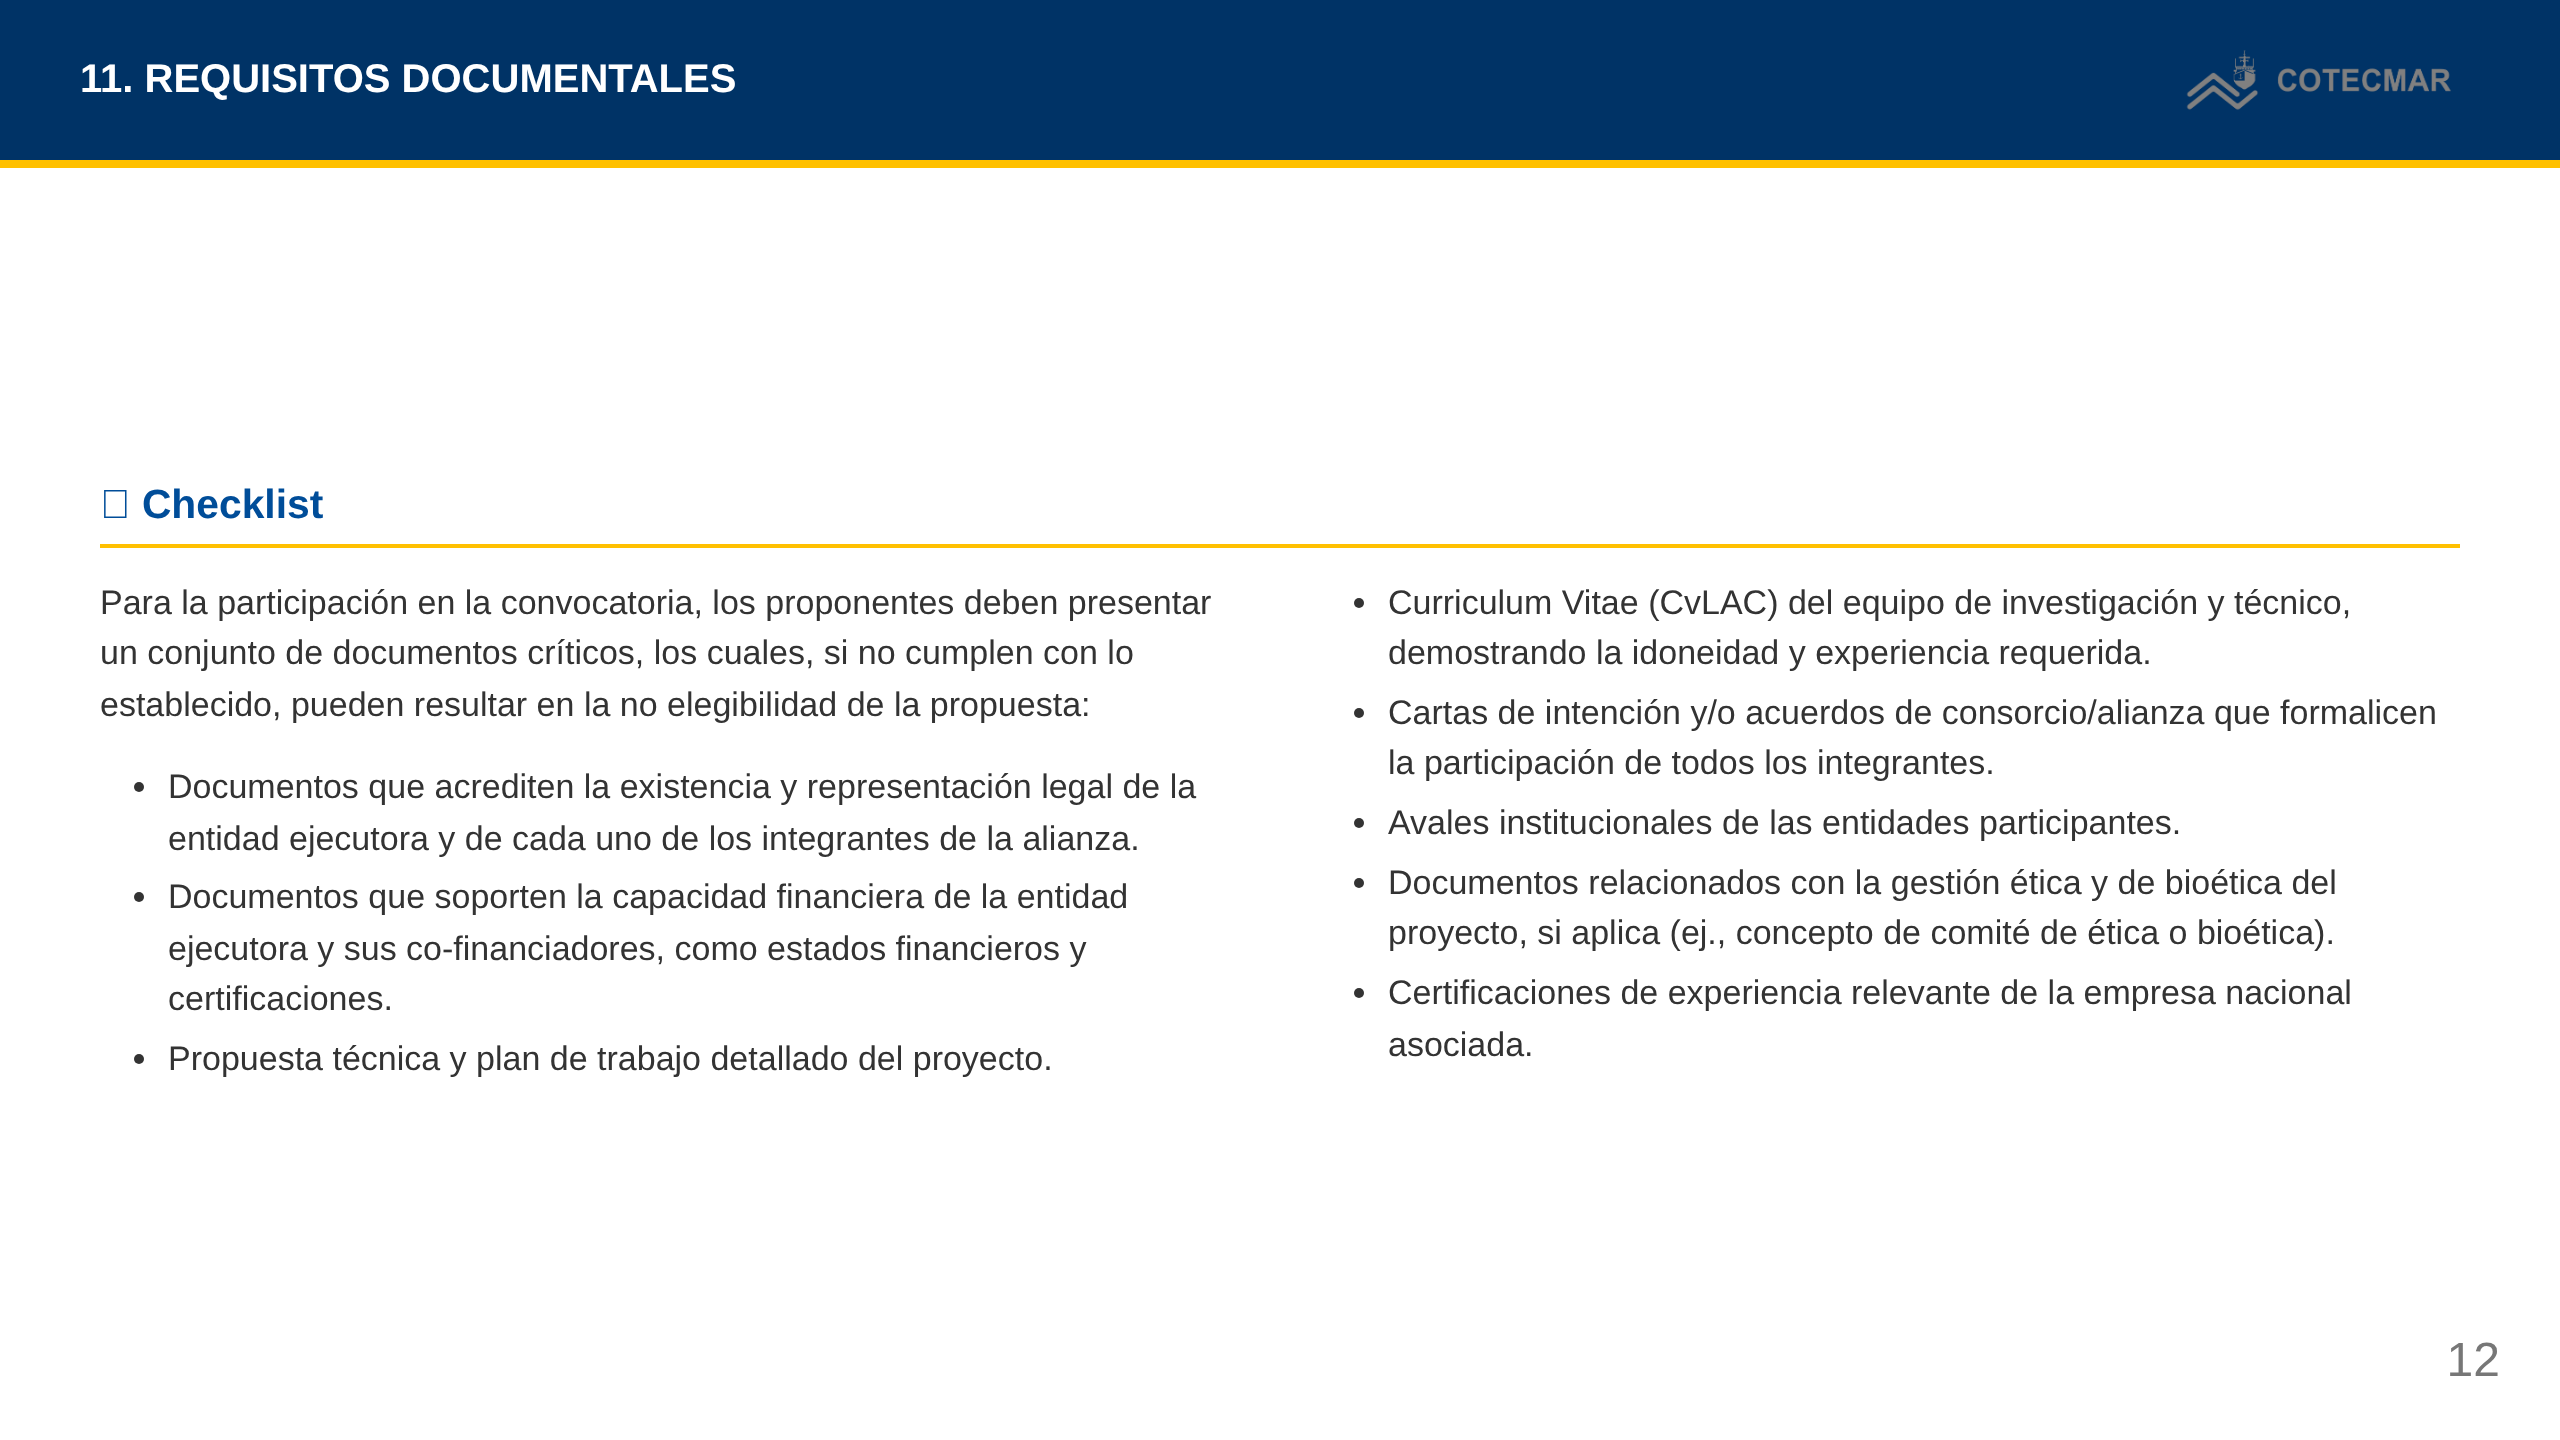 11. REQUISITOS DOCUMENTALES
COTECMAR
Checklist
Para la participación en la convocatoria, los proponentes deben presentar
un conjunto de documentos críticos, los cuales, si no cumplen con lo
establecido, pueden resultar en la no elegibilidad de la propuesta:
• Documentos que acrediten la existencia y representación legal de la
entidad ejecutora y de cada uno de los integrantes de la alianza.
• Documentos que soporten la capacidad financiera de la entidad
ejecutora y sus co-financiadores, como estados financieros y
certificaciones.
• Propuesta técnica y plan de trabajo detallado del proyecto.
• Curriculum Vitae (CvLAC) del equipo de investigación y técnico,
demostrando la idoneidad y experiencia requerida.
• Cartas de intención y/o acuerdos de consorcio/alianza que formalicen
la participación de todos los integrantes.
• Avales institucionales de las entidades participantes.
• Documentos relacionados con la gestión ética y de bioética del
proyecto, si aplica (ej., concepto de comité de ética o bioética).
• Certificaciones de experiencia relevante de la empresa nacional
asociada.
12